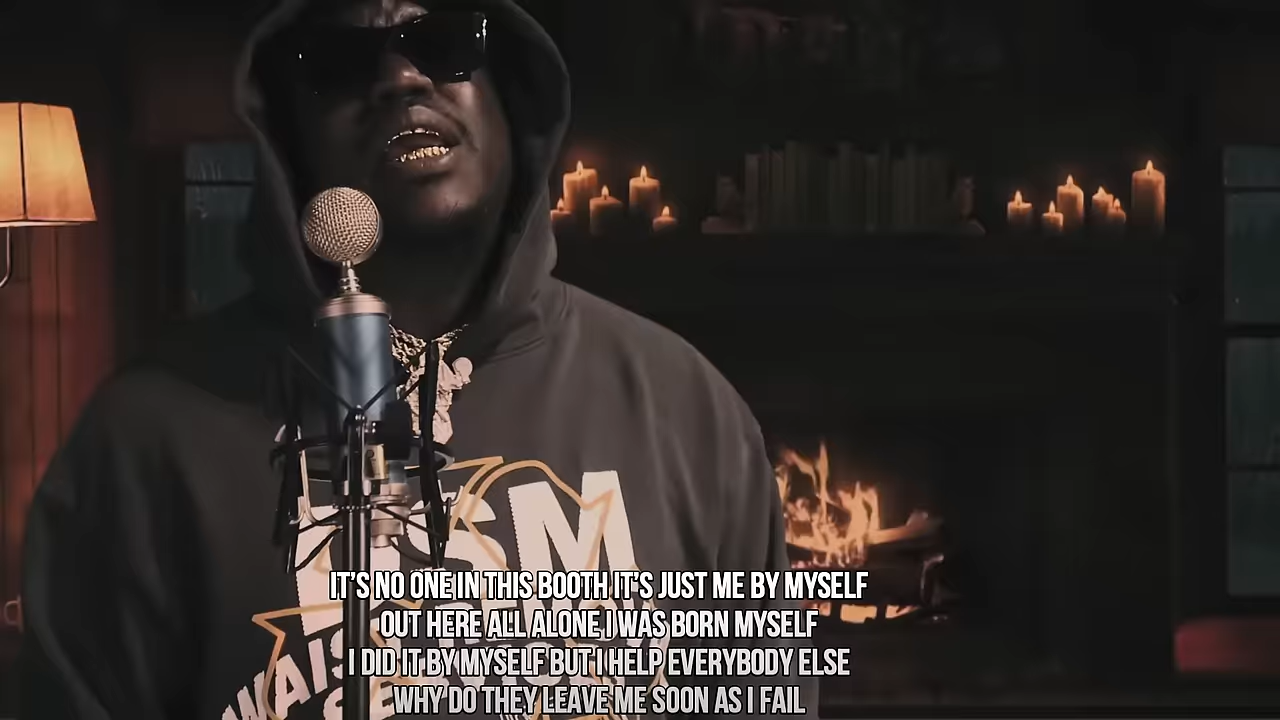 IT'S NO ONE IN THIS BOOTH IT'S JUST ME BY MYSELF
OUT HERE ALL ALONE I WAS BORN MYSELF
I DID IT BY MYSELF BUT I HELP EVERYBODY ELSE
WHY DO THEY LEAVE ME SOON AS I FAIL